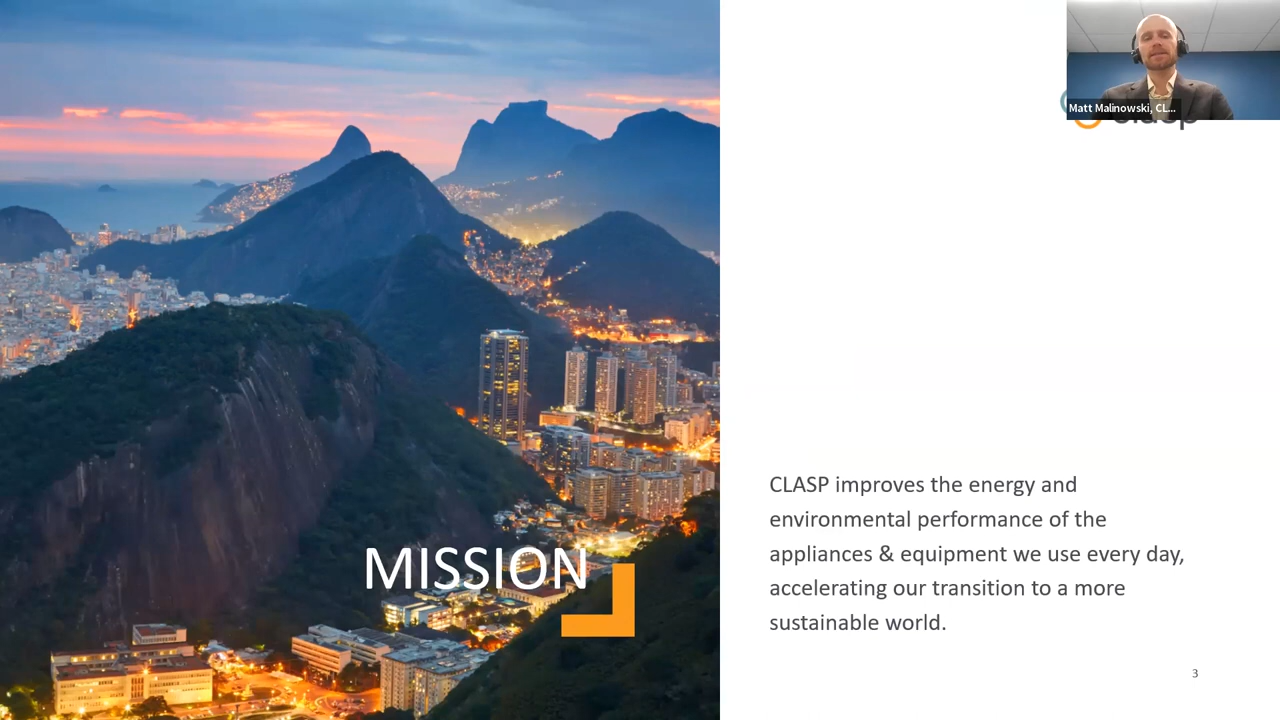 Matt Malinowski, CL...
MISSION
CLASP improves the energy and
environmental performance of the
appliances & equipment we use every day,
accelerating our transition to a more
sustainable world.
3